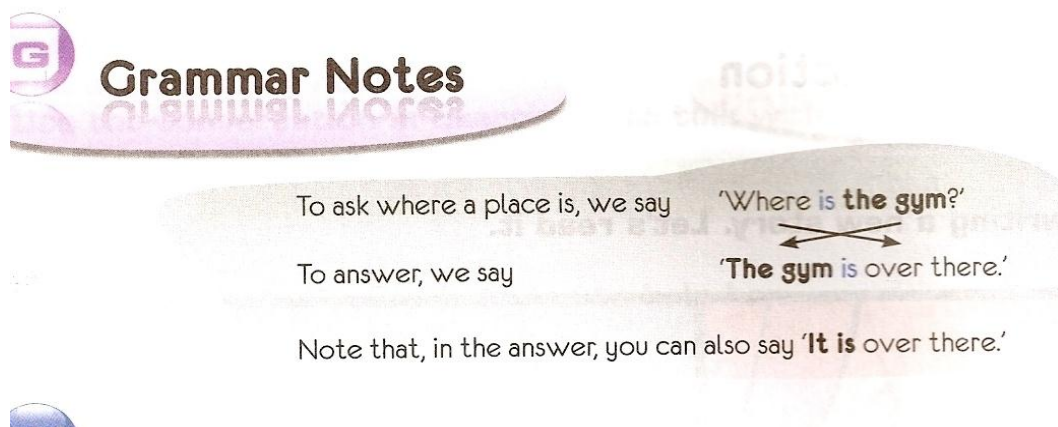 G
Grammar Notes
To ask where a place is, we say 'Where is the gym?'
To answer, we say 'The gym is over there.'
Note that, in the answer, you can also say 'It is over there.'